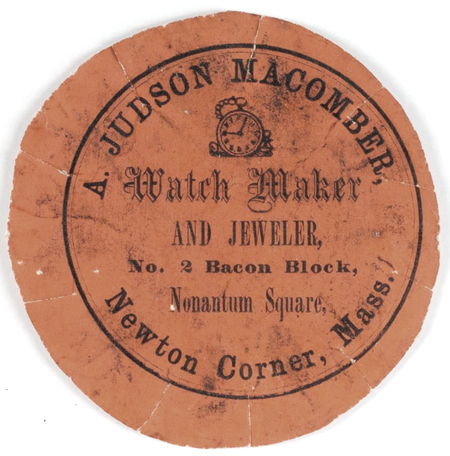 A. JUDSON MACOMBER,
Watch Maker
AND JEWELER,
No. 2 Bacon Block,
Nonantum Square,
Newton Corner, Mass.